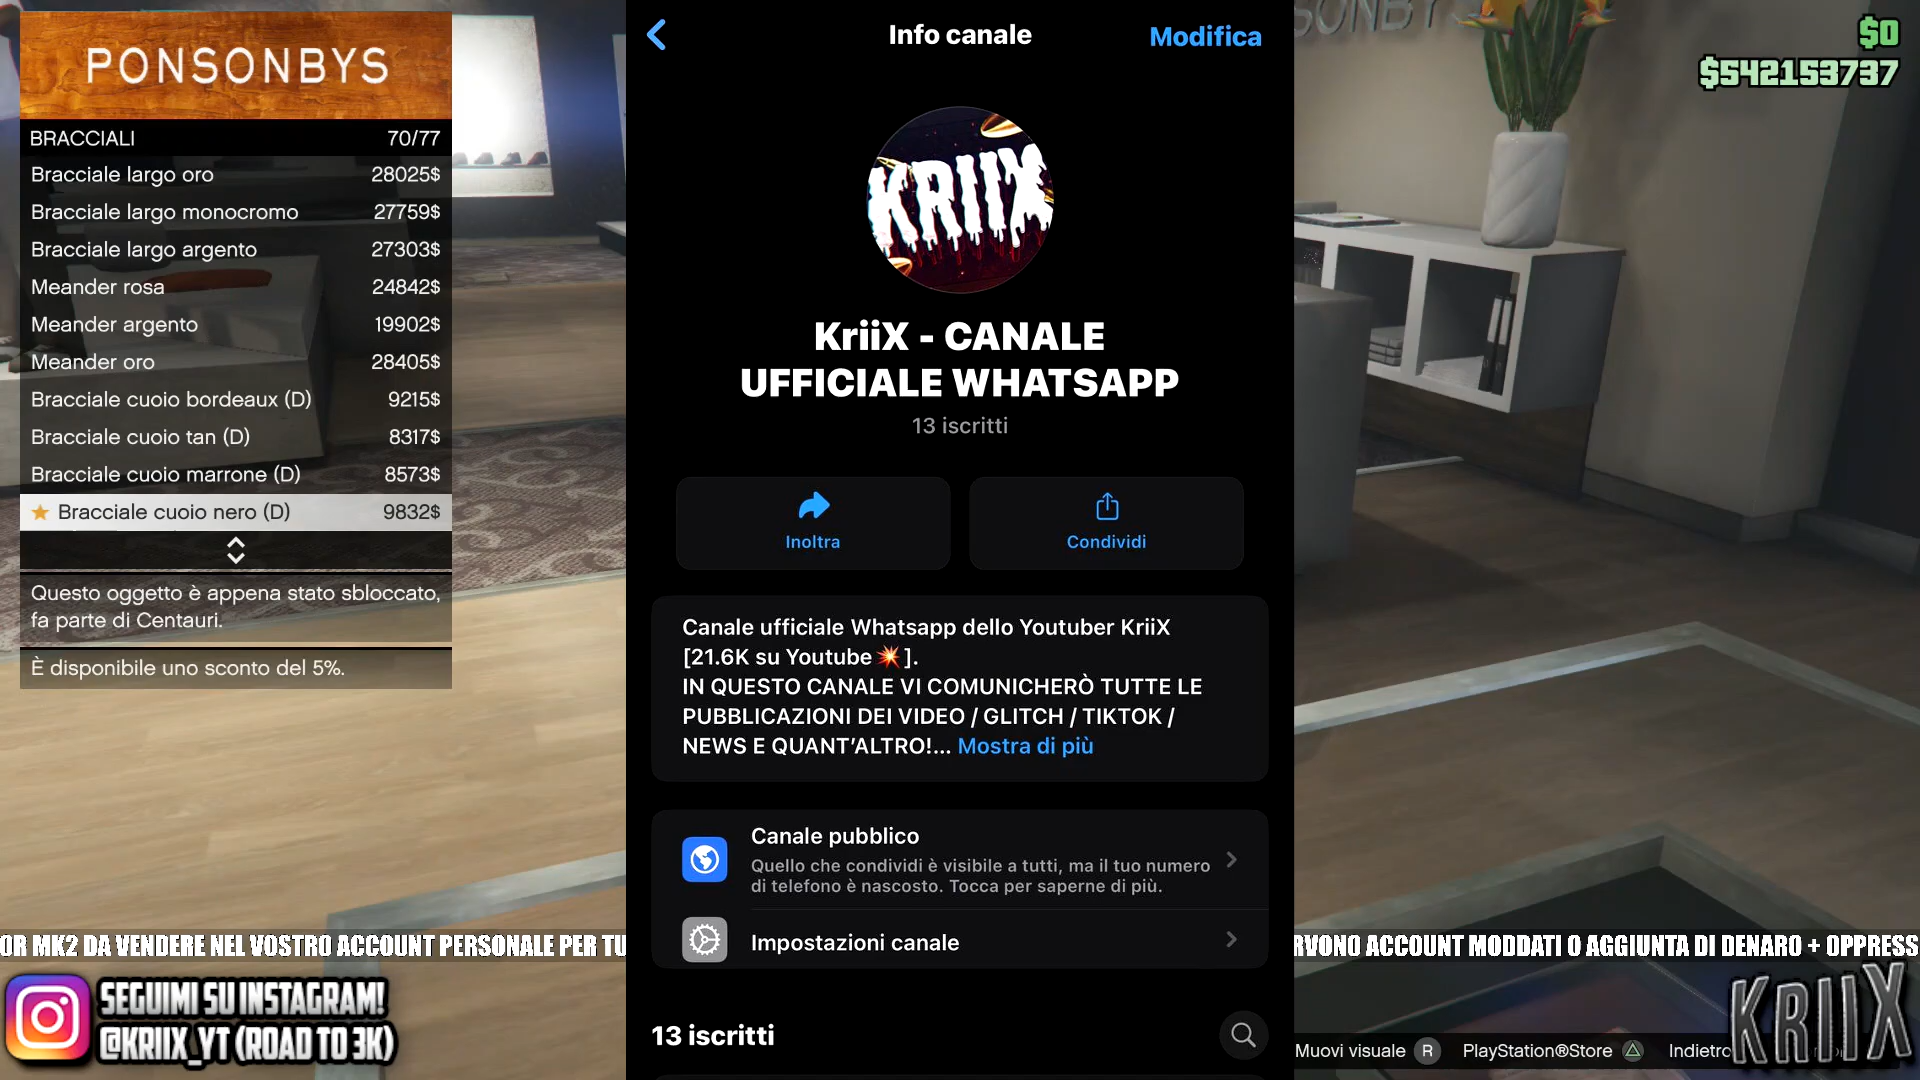 PONSONBYS
BRACCIALI 70/77
Bracciale largo oro 28025$
Bracciale largo monocromo 27759$
Bracciale largo argento 27303$
Meander rosa 24842$
Meander argento 19902$
Meander oro 28405$
Bracciale cuoio bordeaux (D) 9215$
Bracciale cuoio tan (D) 8317$
Bracciale cuoio marrone (D) 8573$
Bracciale cuoio nero (D) 9832$
Questo oggetto è appena stato sbloccato,
fa parte di Centauri.
È disponibile uno sconto del 5%.
Info canale
Modifica
KRIIX
KriiX - CANALE
UFFICIALE WHATSAPP
13 iscritti
Inoltra
Condividi
Canale ufficiale Whatsapp dello Youtuber KriiX
[21.6K su Youtube 💥].
IN QUESTO CANALE VI COMUNICHERÒ TUTTE LE
PUBBLICAZIONI DEI VIDEO / GLITCH / TIKTOK /
NEWS E QUANT'ALTRO!... Mostra di più
Canale pubblico
Quello che condividi è visibile a tutti, ma il tuo numero
di telefono è nascosto. Tocca per saperne di più.
Impostazioni canale
13 iscritti
$0
$542153737
OR MK2 DA VENDERE NEL VOSTRO ACCOUNT PERSONALE PER TU
RVONO ACCOUNT MODDATI O AGGIUNTA DI DENARO + OPPRESS
SEGUIMI SU INSTAGRAM!
@KRIIX_YT (ROAD TO 3K)
Muovi visuale R PlayStation®Store Indietro
KRIIX